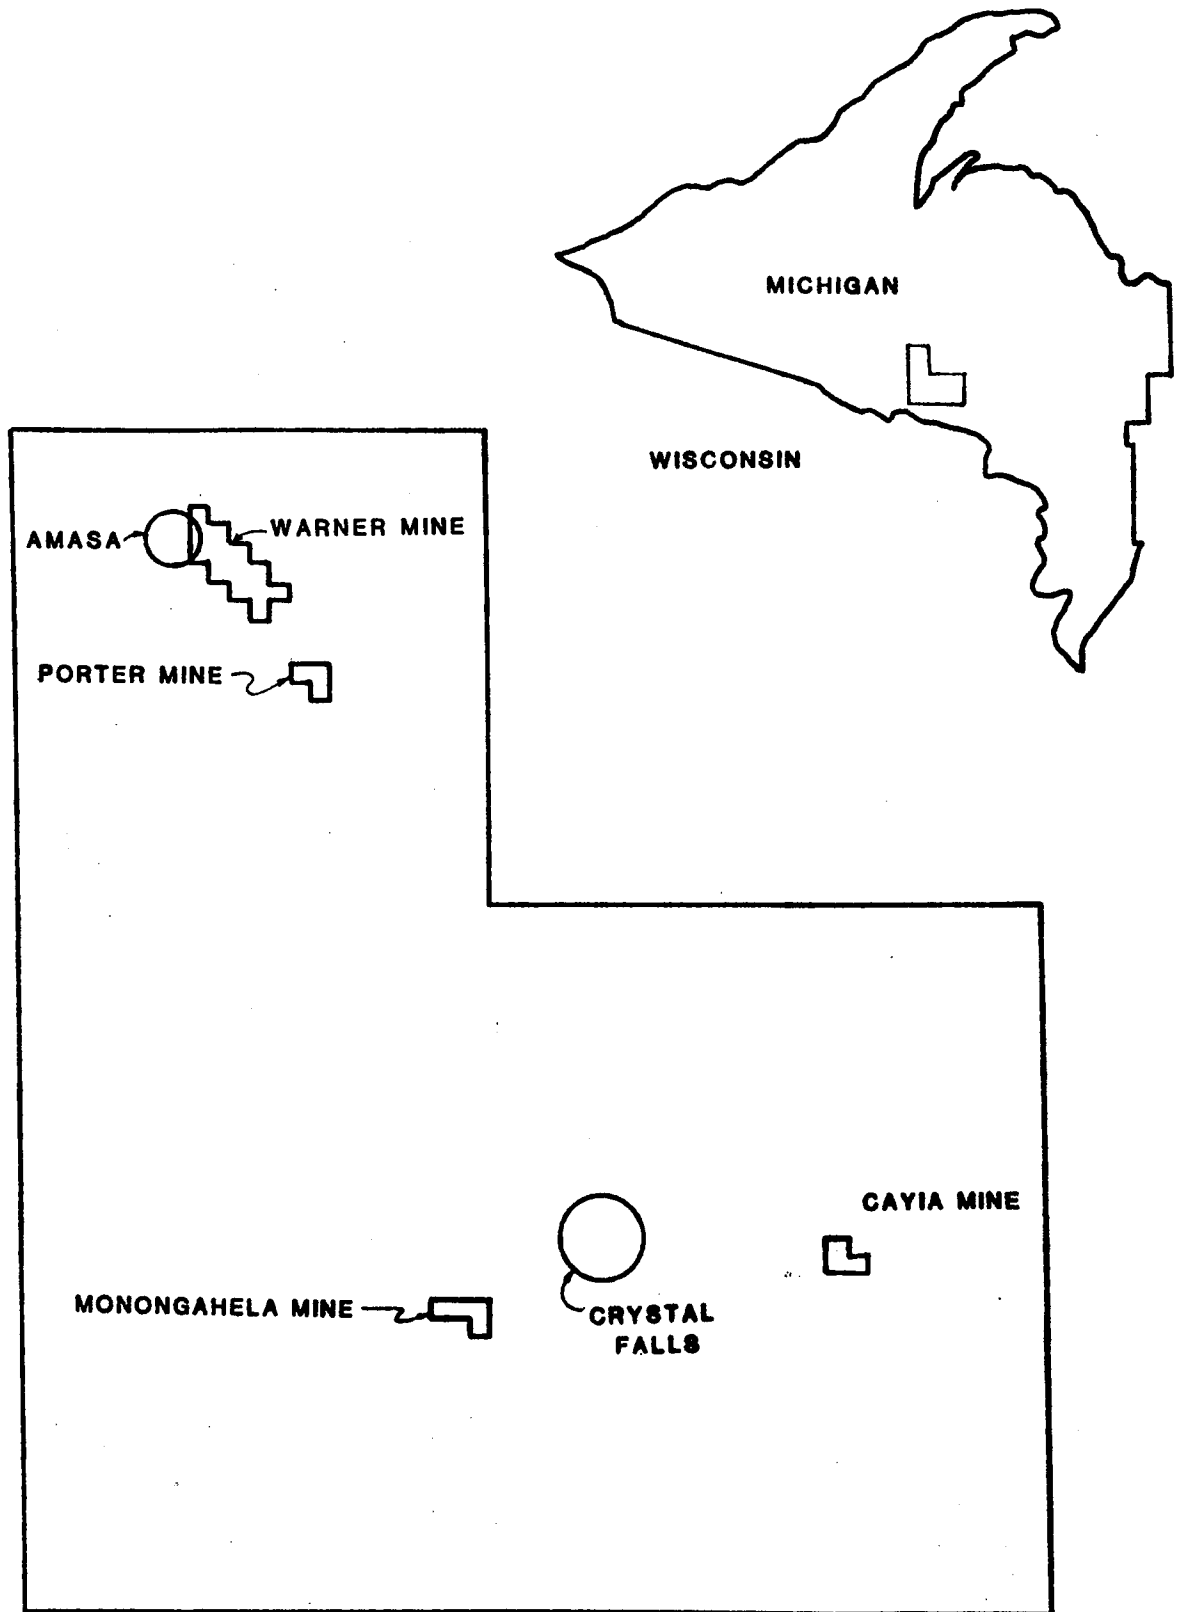 MICHIGAN
WISCONSIN
AMASA
WARNER MINE
PORTER MINE
CAYIA MINE
MONONGAHELA MINE
CRYSTAL
FALLS